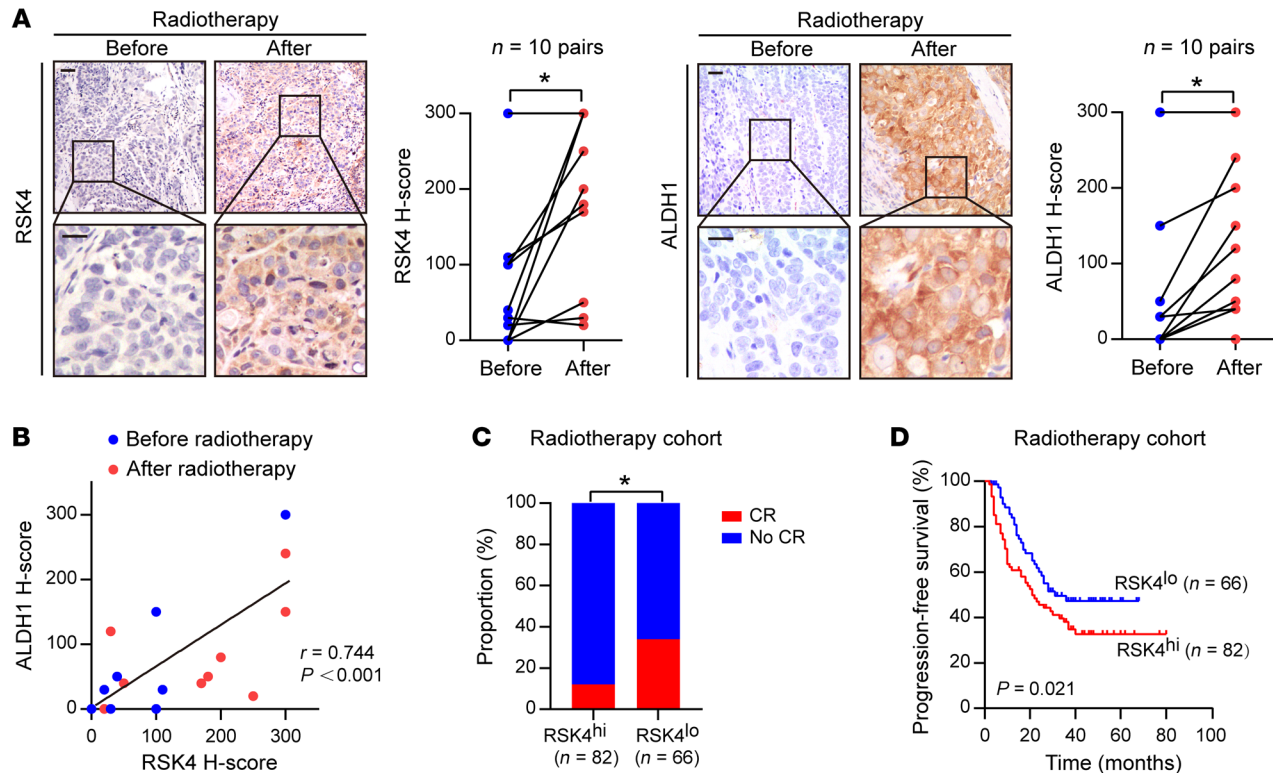 A
Radiotherapy
Before After
RSK4
n = 10 pairs
*
RSK4 H-score
300
200
100
0
Before After
Radiotherapy
Before After
ALDH1
n = 10 pairs
*
ALDH1 H-score
300
200
100
0
Before After
B
Before radiotherapy
After radiotherapy
ALDH1 H-score
300
200
100
0
r = 0.744
P < 0.001
0 100 200 300
RSK4 H-score
C
Radiotherapy cohort
*
Proportion (%)
100
80
60
40
20
0
CR
No CR
RSK4hi RSK4lo
(n = 82) (n = 66)
D
Radiotherapy cohort
Progression-free survival (%)
100
80
60
40
20
0
RSK4lo (n = 66)
RSK4hi (n = 82)
P = 0.021
0 20 40 60 80 100
Time (months)